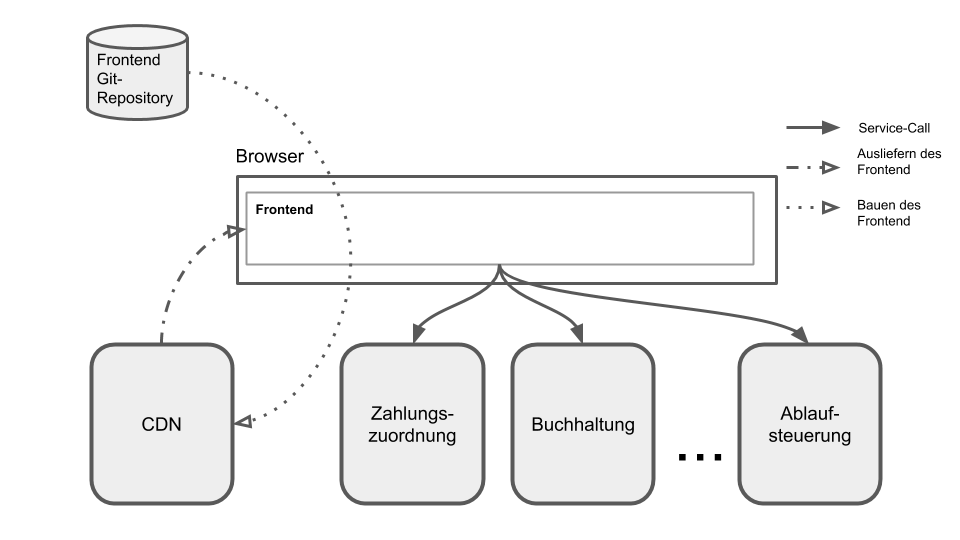 Frontend
Git-
Repository
Browser
Service-Call
Ausliefern des
Frontend
Bauen des
Frontend
Frontend
CDN
Zahlungs-
zuordnung
Buchhaltung
...
Ablauf-
steuerung